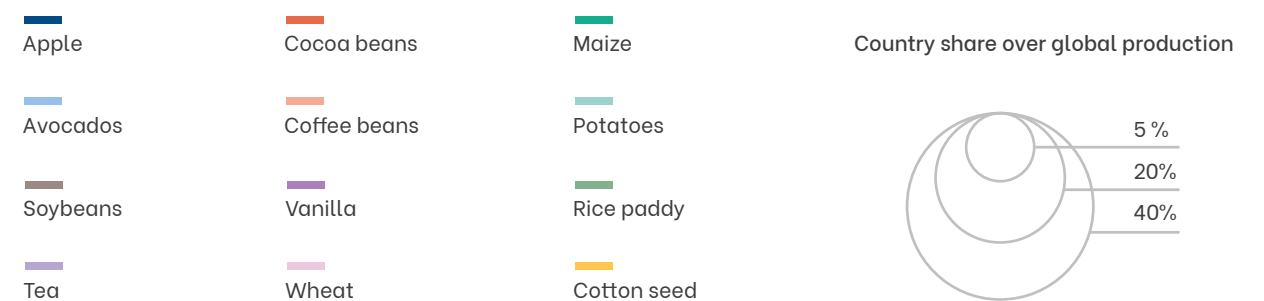 Apple
Cocoa beans
Maize
Country share over global production
Avocados
Coffee beans
Potatoes
5 %
20%
Soybeans
Vanilla
Rice paddy
40%
Tea
Wheat
Cotton seed